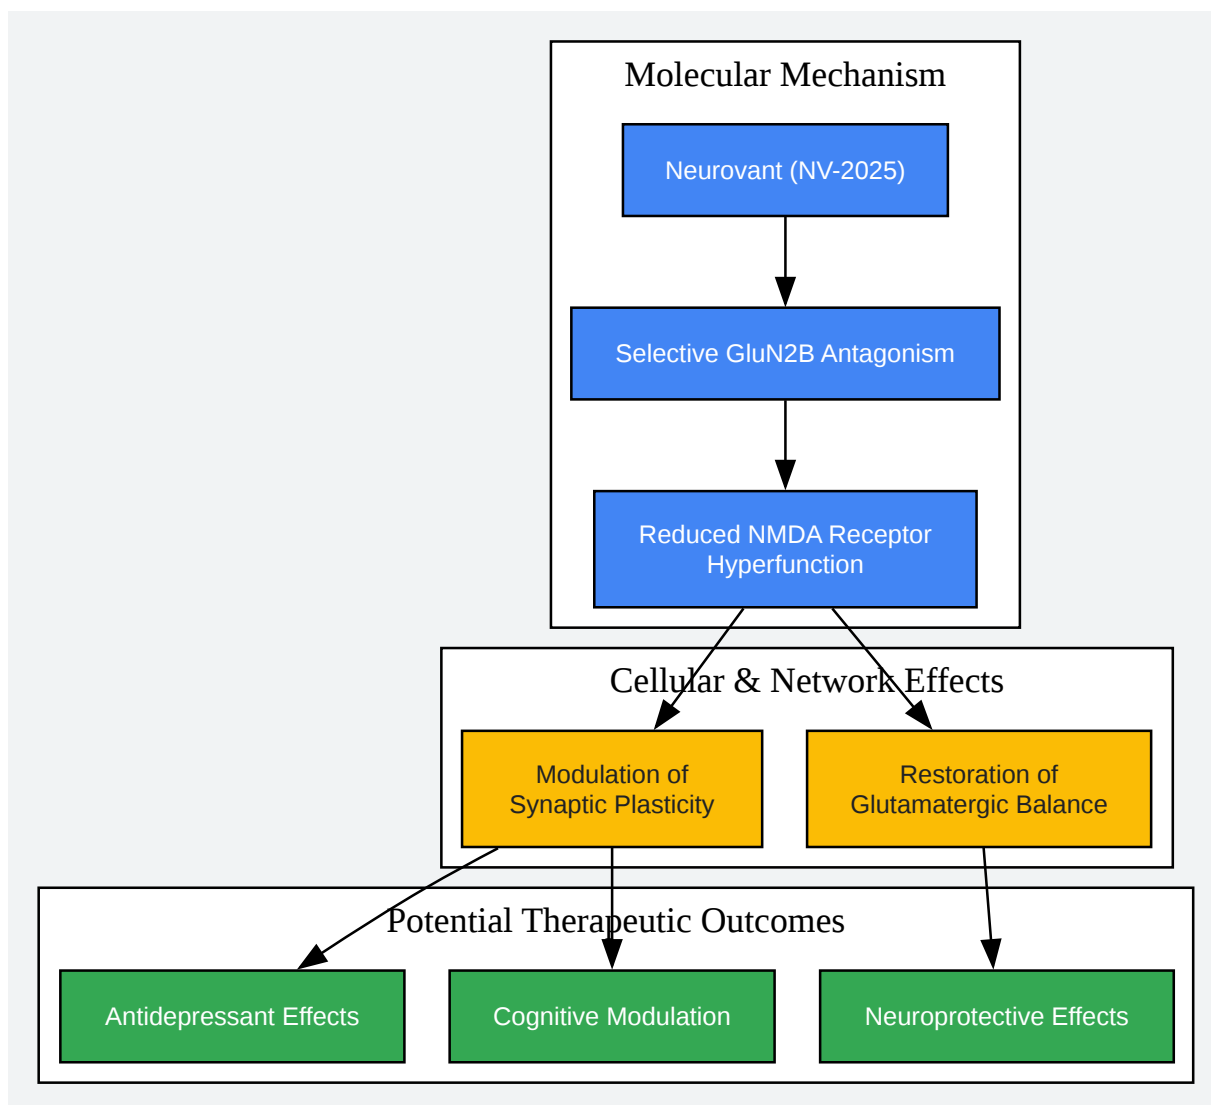 Molecular Mechanism
Neurovant (NV-2025)
Selective GluN2B Antagonism
Reduced NMDA Receptor
Hyperfunction
Cellular & Network Effects
Modulation of
Synaptic Plasticity
Restoration of
Glutamatergic Balance
Potential Therapeutic Outcomes
Antidepressant Effects
Cognitive Modulation
Neuroprotective Effects